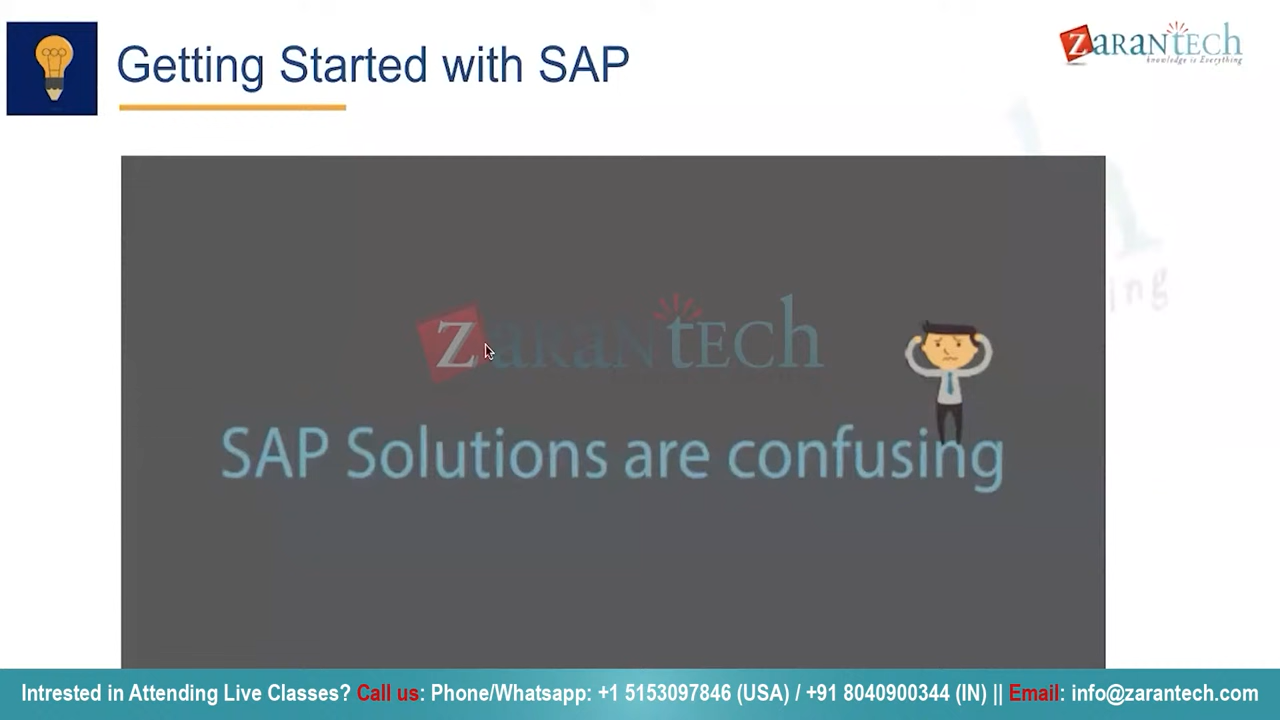 Getting Started with SAP
ZaranTech
knowledge is Everything
ing
ZaranTech
SAP Solutions are confusing
Intrested in Attending Live Classes? Call us: Phone/Whatsapp: +1 5153097846 (USA) / +91 8040900344 (IN) || Email: info@zarantech.com